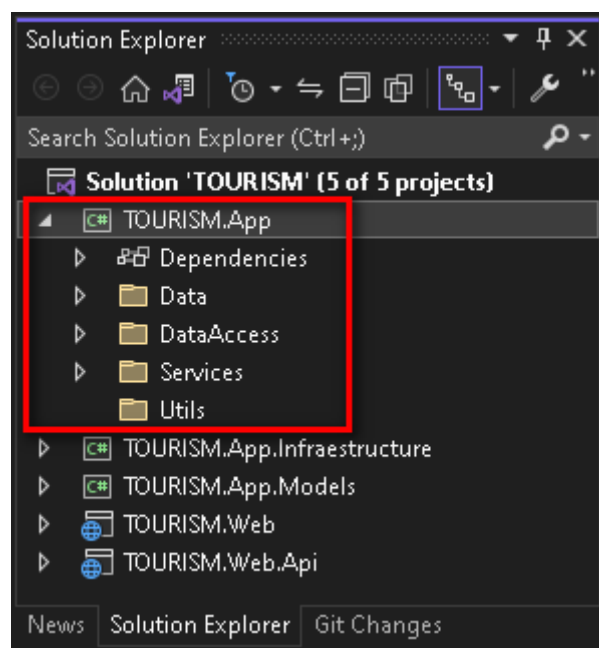 Solution Explorer
Search Solution Explorer (Ctrl+;)
Solution 'TOURISM' (5 of 5 projects)
C# TOURISM.App
Dependencies
Data
DataAccess
Services
Utils
C# TOURISM.App.Infraestructure
C# TOURISM.App.Models
TOURISM.Web
TOURISM.Web.Api
News Solution Explorer Git Changes